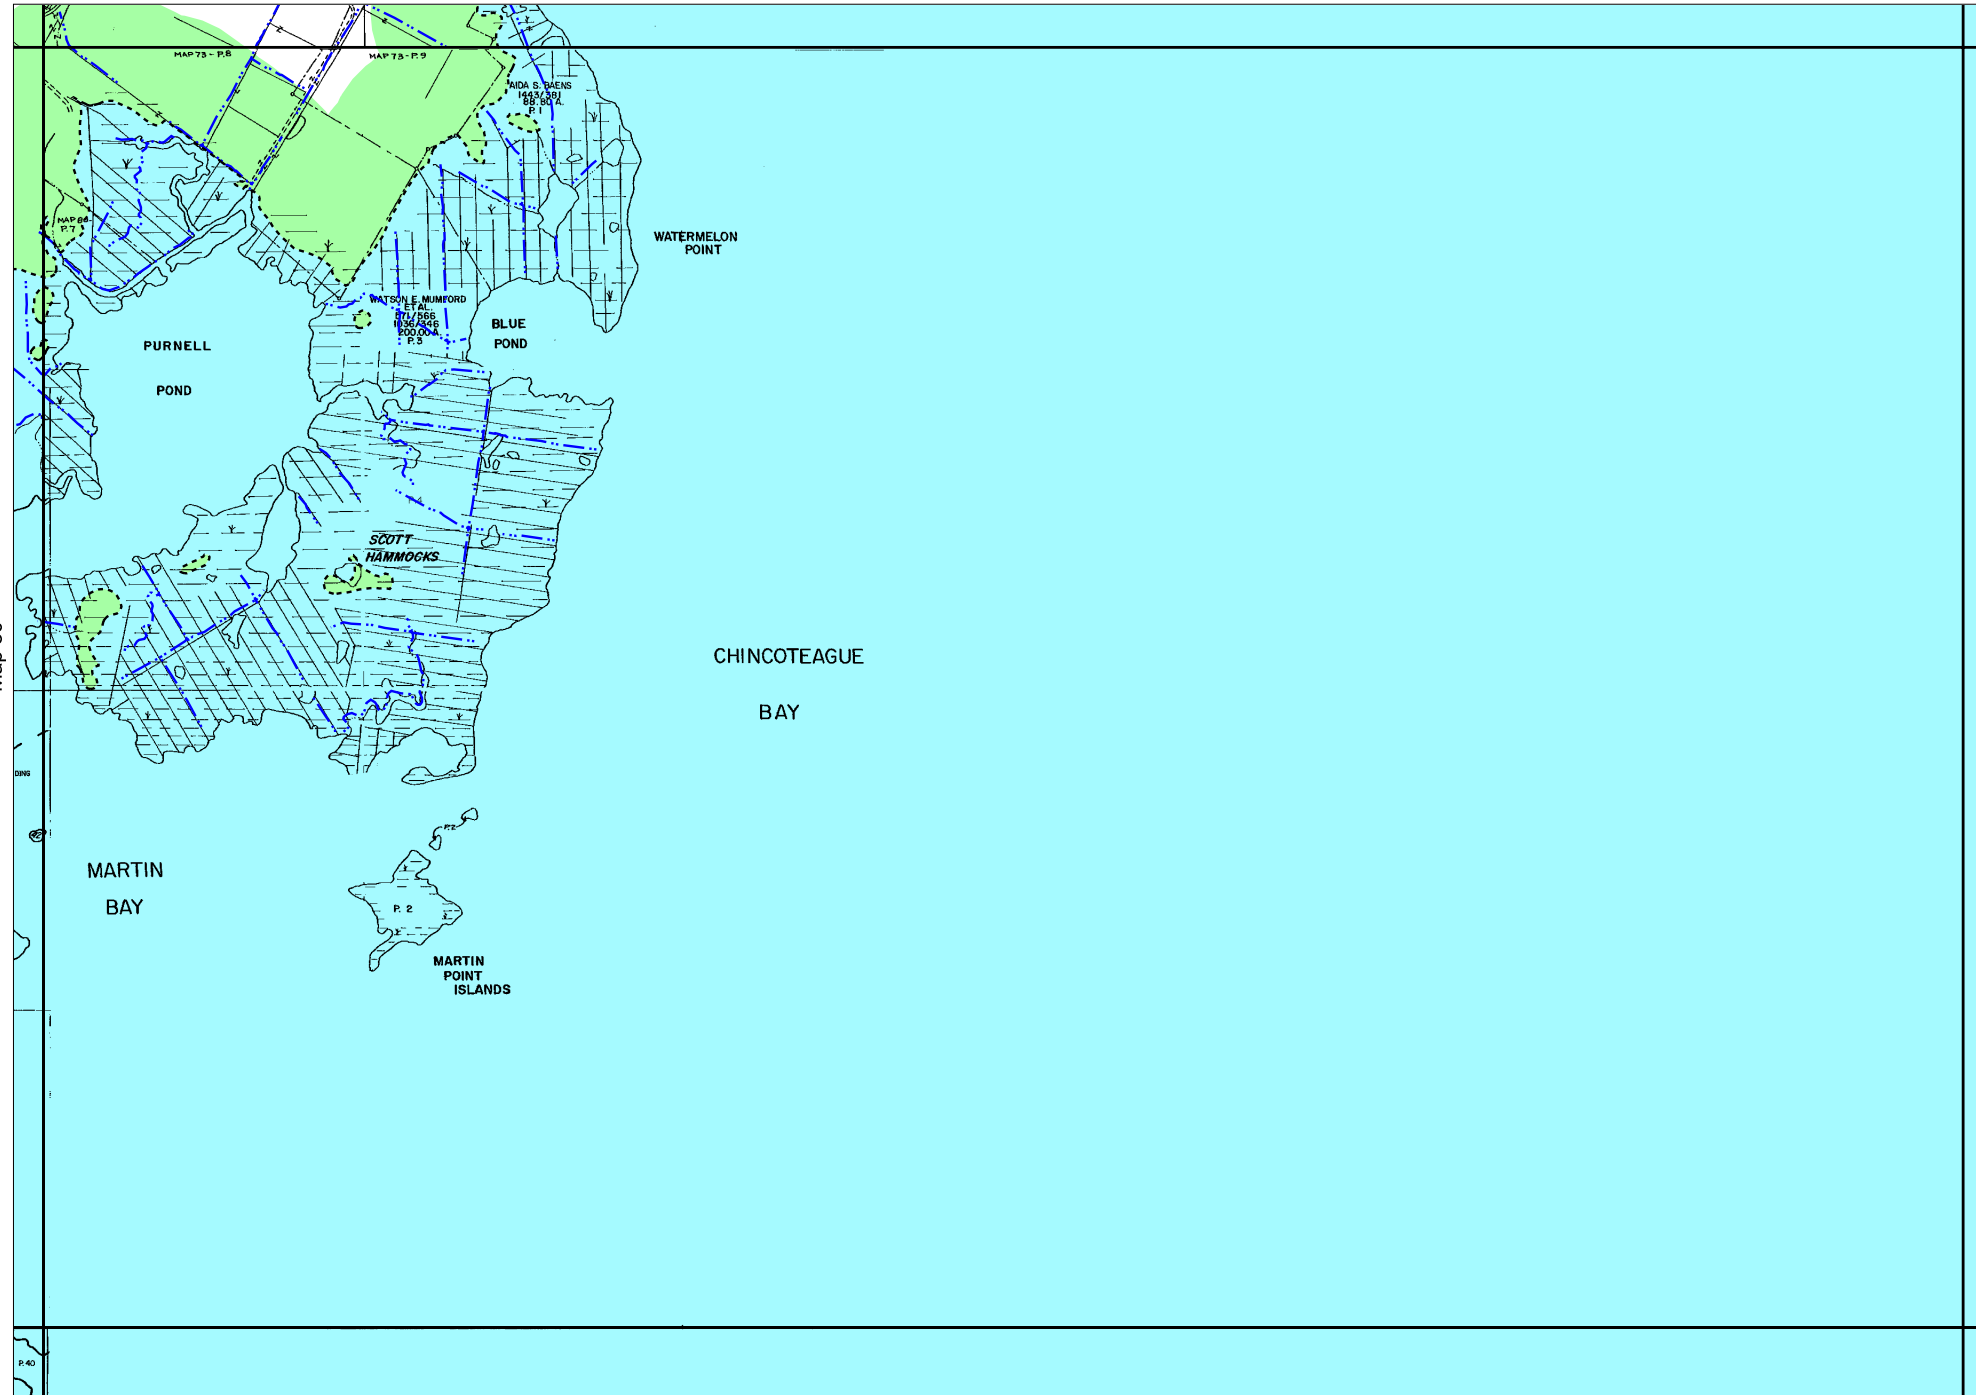 MAP 73 - P.8
MAP 73 - P.9
AIDA S. BAENS
1443/381
88.80 A.
P. 1
P.7
WATERMELON
POINT
WATSON E. MUMFORD
ET AL.
571/566
1036/346
200.00 A.
P. 3
BLUE
POND
PURNELL
POND
SCOTT
HAMMOCKS
CHINCOTEAGUE
BAY
DING
P.2
MARTIN
BAY
P. 2
MARTIN
POINT
ISLANDS
P. 40